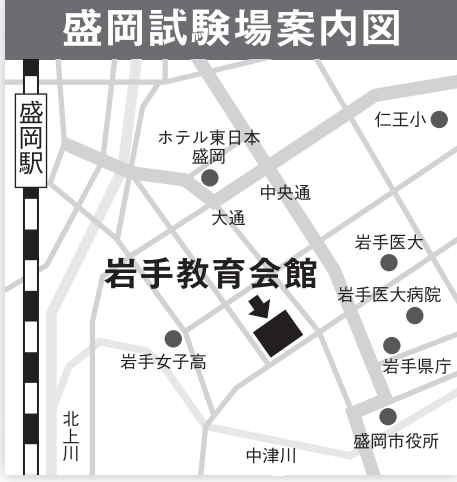 盛岡試験場案内図
盛岡駅
仁王小
ホテル東日本
盛岡
中央通
大通
岩手医大
岩手教育会館
岩手医大病院
岩手女子高
岩手県庁
北上川
盛岡市役所
中津川